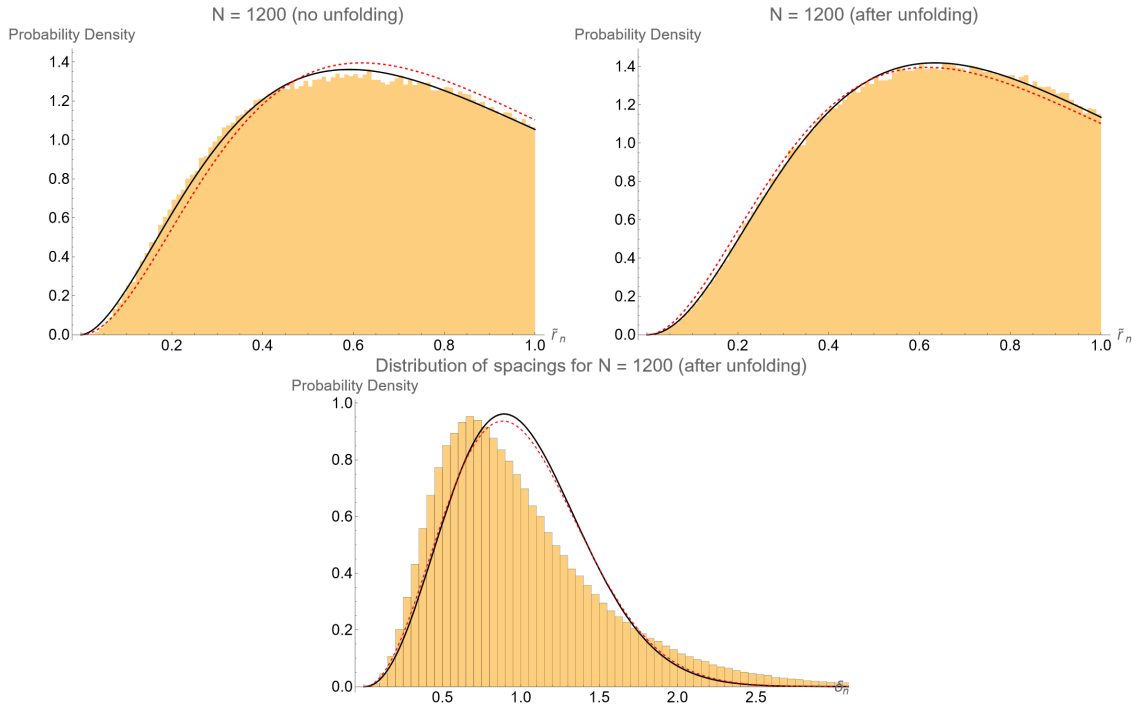 N = 1200 (no unfolding)
Probability Density
1.4
1.2
1.0
0.8
0.6
0.4
0.2
0.0
0.2 0.4 0.6 0.8 1.0 r̃ n
N = 1200 (after unfolding)
Probability Density
1.4
1.2
1.0
0.8
0.6
0.4
0.2
0.0
0.2 0.4 0.6 0.8 1.0 r̃ n
Distribution of spacings for N = 1200 (after unfolding)
Probability Density
1.0
0.8
0.6
0.4
0.2
0.0
0.5 1.0 1.5 2.0 2.5